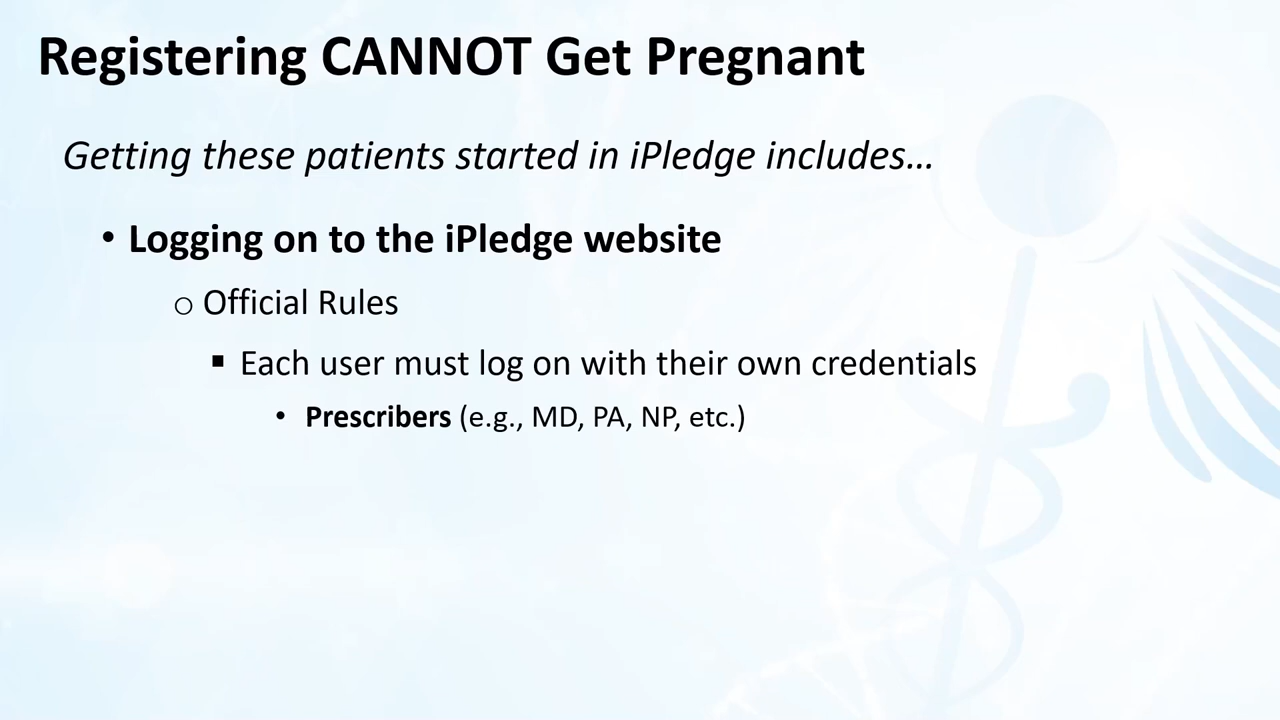 Registering CANNOT Get Pregnant
Getting these patients started in iPledge includes...
• Logging on to the iPledge website
o Official Rules
▪ Each user must log on with their own credentials
• Prescribers (e.g., MD, PA, NP, etc.)